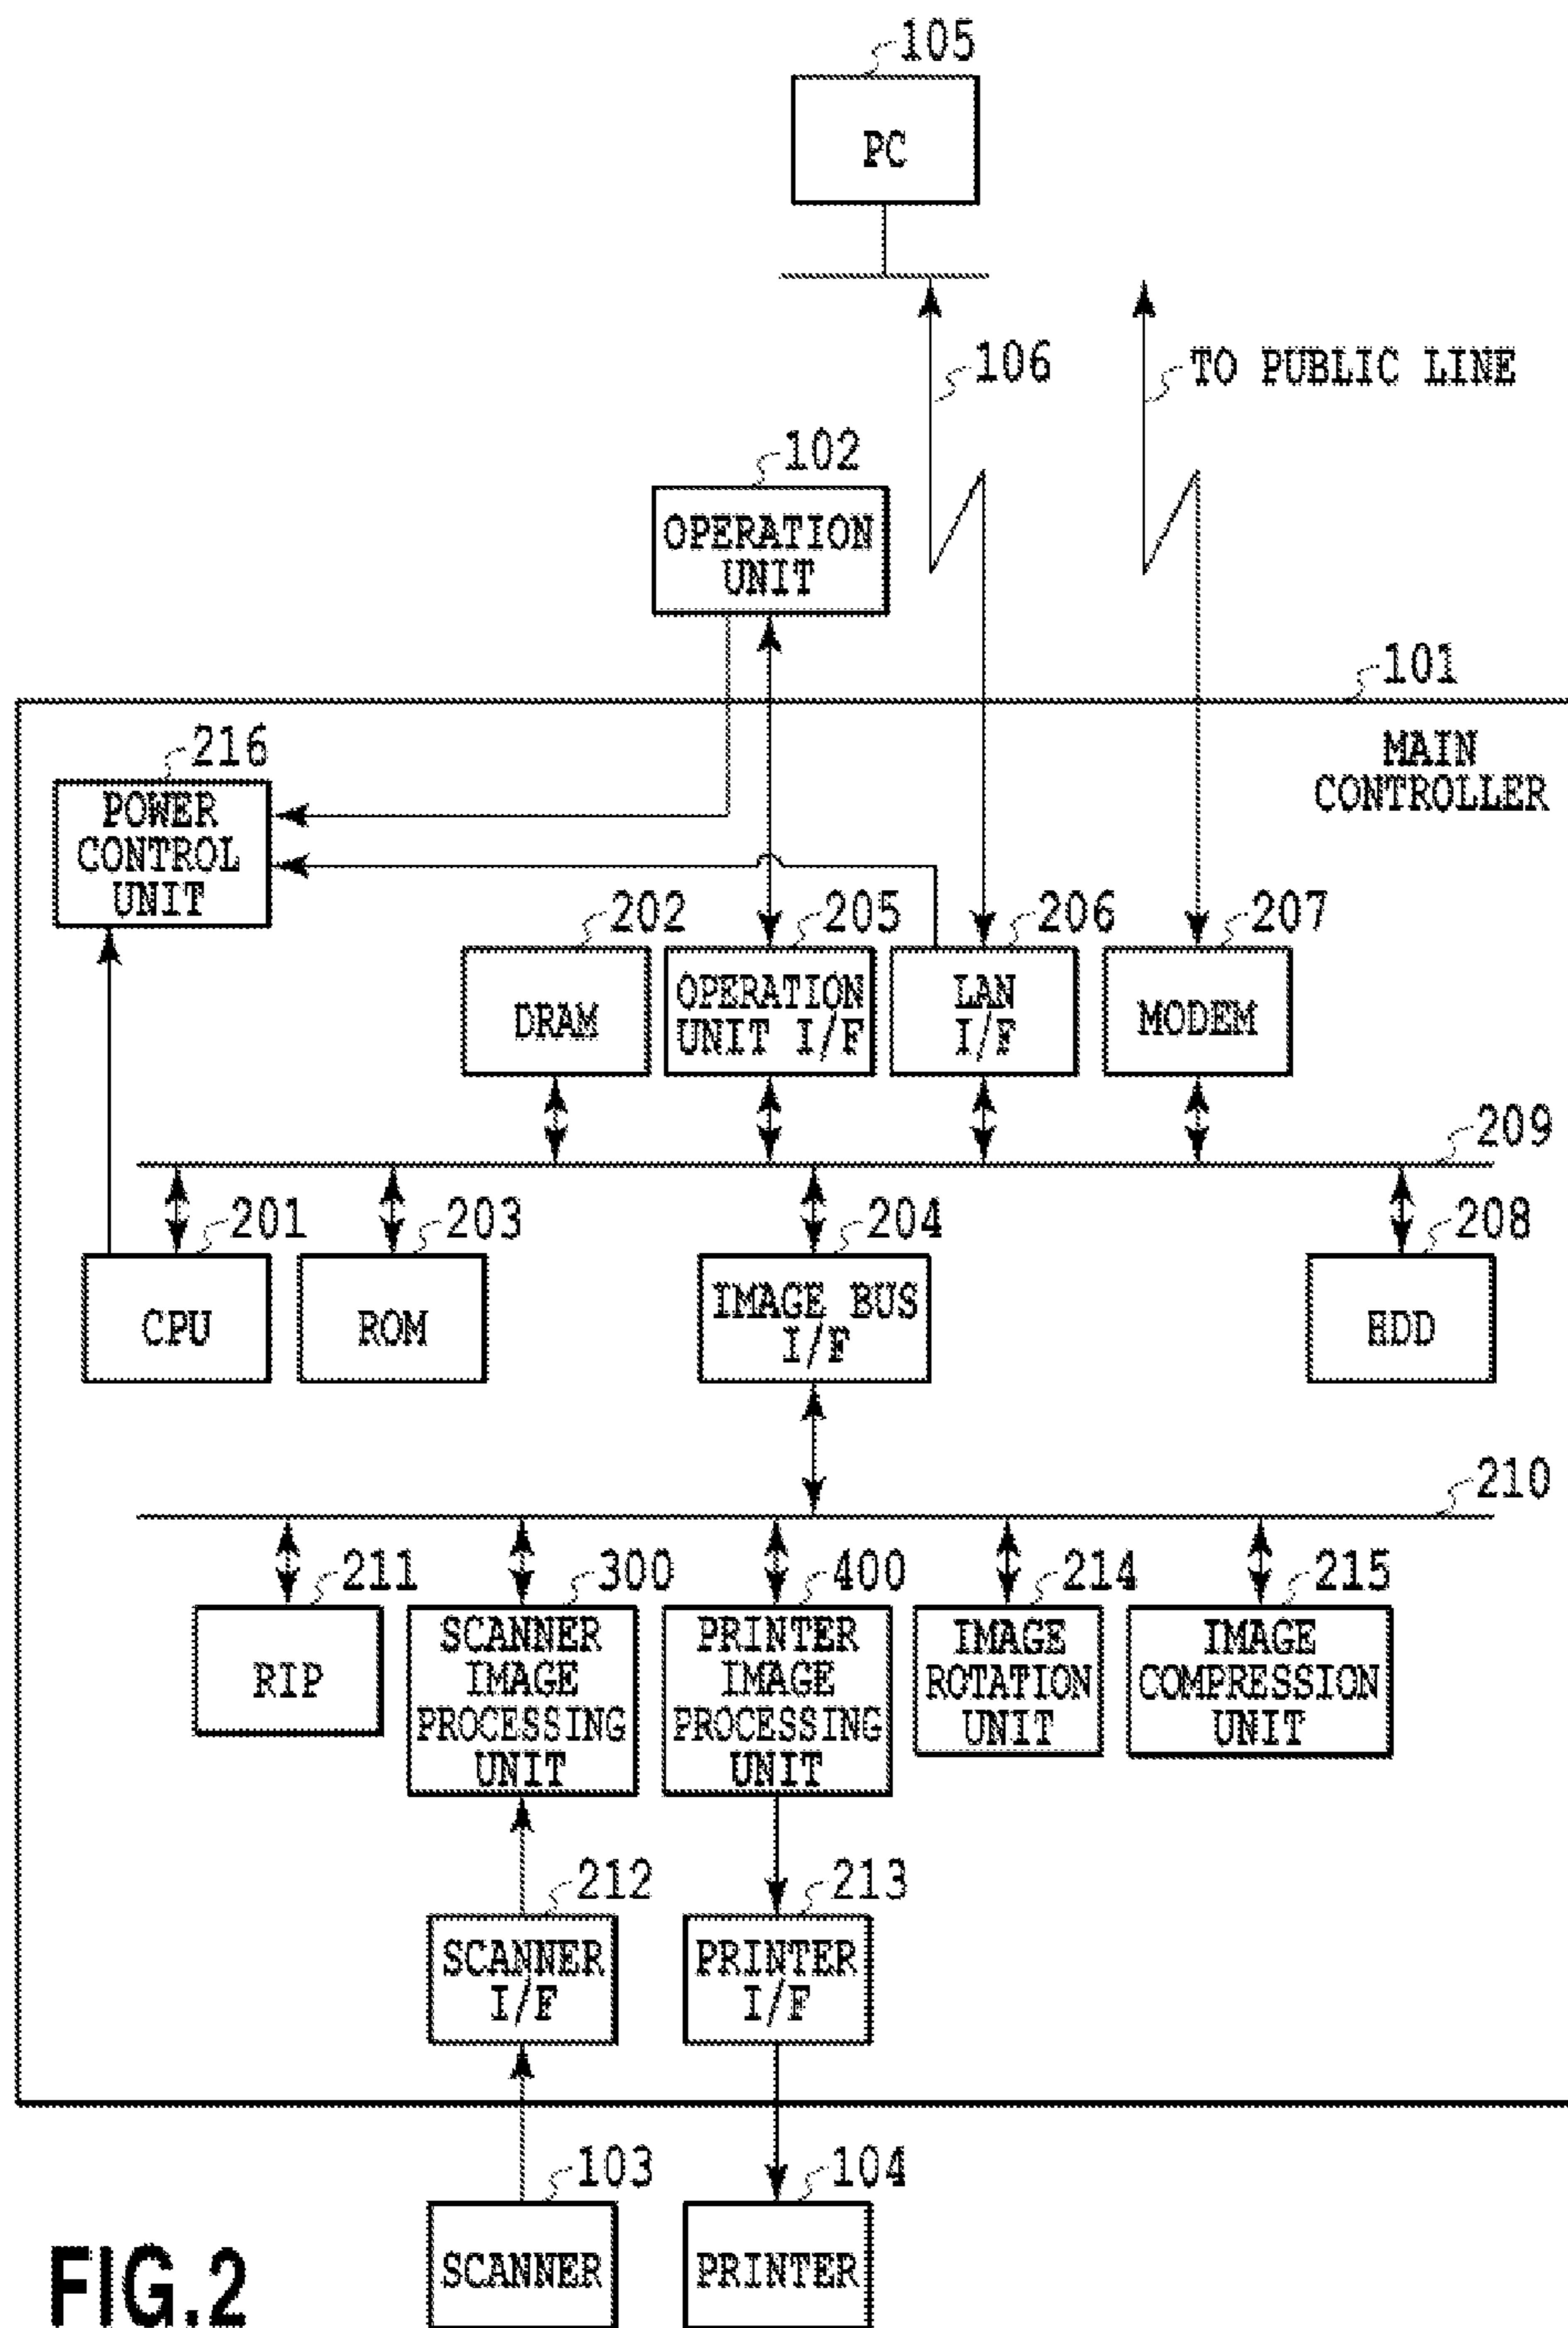 105
PC
106
TO PUBLIC LINE
102
OPERATION
UNIT
101
MAIN
CONTROLLER
216
POWER
CONTROL
UNIT
202
DRAM
205
OPERATION
UNIT I/F
206
LAN
I/F
207
MODEM
209
201
CPU
203
ROM
204
IMAGE BUS
I/F
208
HDD
210
211
RIP
300
SCANNER
IMAGE
PROCESSING
UNIT
400
PRINTER
IMAGE
PROCESSING
UNIT
214
IMAGE
ROTATION
UNIT
215
IMAGE
COMPRESSION
UNIT
212
SCANNER
I/F
213
PRINTER
I/F
103
SCANNER
104
PRINTER
FIG.2